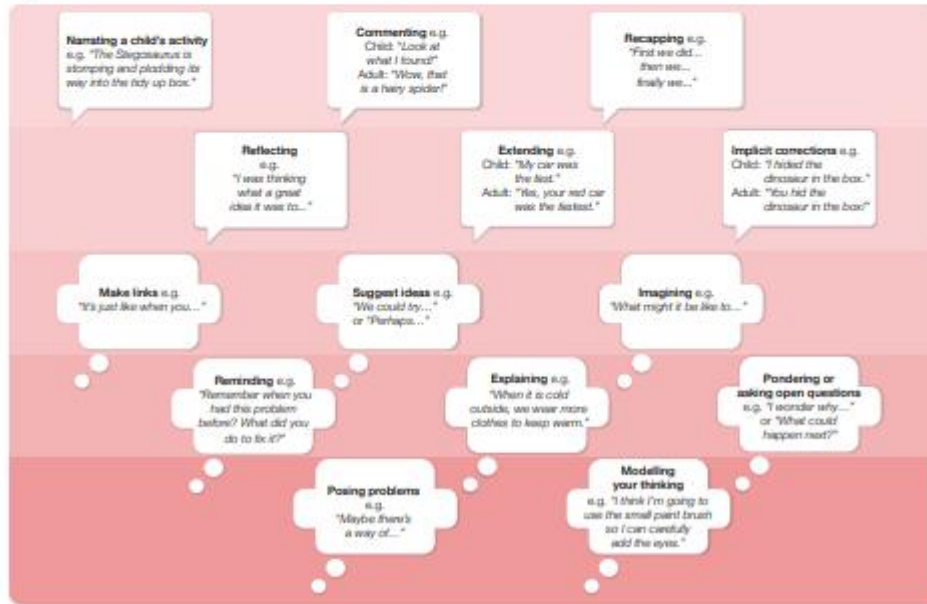 Narrating a child's activity
e.g. "The Stegosaurus is
stomping and plodding its
way into the tidy up box."
Commenting e.g.
Child: "Look at
what I found!"
Adult: "Wow, that
is a hairy spider!"
Recapping e.g.
"First we did...
then we...
finally we..."
Reflecting
e.g.
"I was thinking
what a great
idea it was to..."
Extending e.g.
Child: "My car was
the fast."
Adult: "Yes, your red car
was the fastest."
Implicit corrections e.g.
Child: "I hided the
dinosaur in the box."
Adult: "You hid the
dinosaur in the box!"
Make links e.g.
"It's just like when you..."
Suggest ideas e.g.
"We could try..."
or "Perhaps..."
Imagining e.g.
"What might it be like to..."
Reminding e.g.
"Remember when you
had this problem
before? What did you
do to fix it?"
Explaining e.g.
"When it is cold
outside, we wear more
clothes to keep warm."
Pondering or
asking open questions
e.g. "I wonder why..."
or "What could
happen next?"
Posing problems
e.g.
"Maybe there's
a way of..."
Modelling
your thinking
e.g. "I think I'm going to
use the small paint brush
so I can carefully
add the eyes."